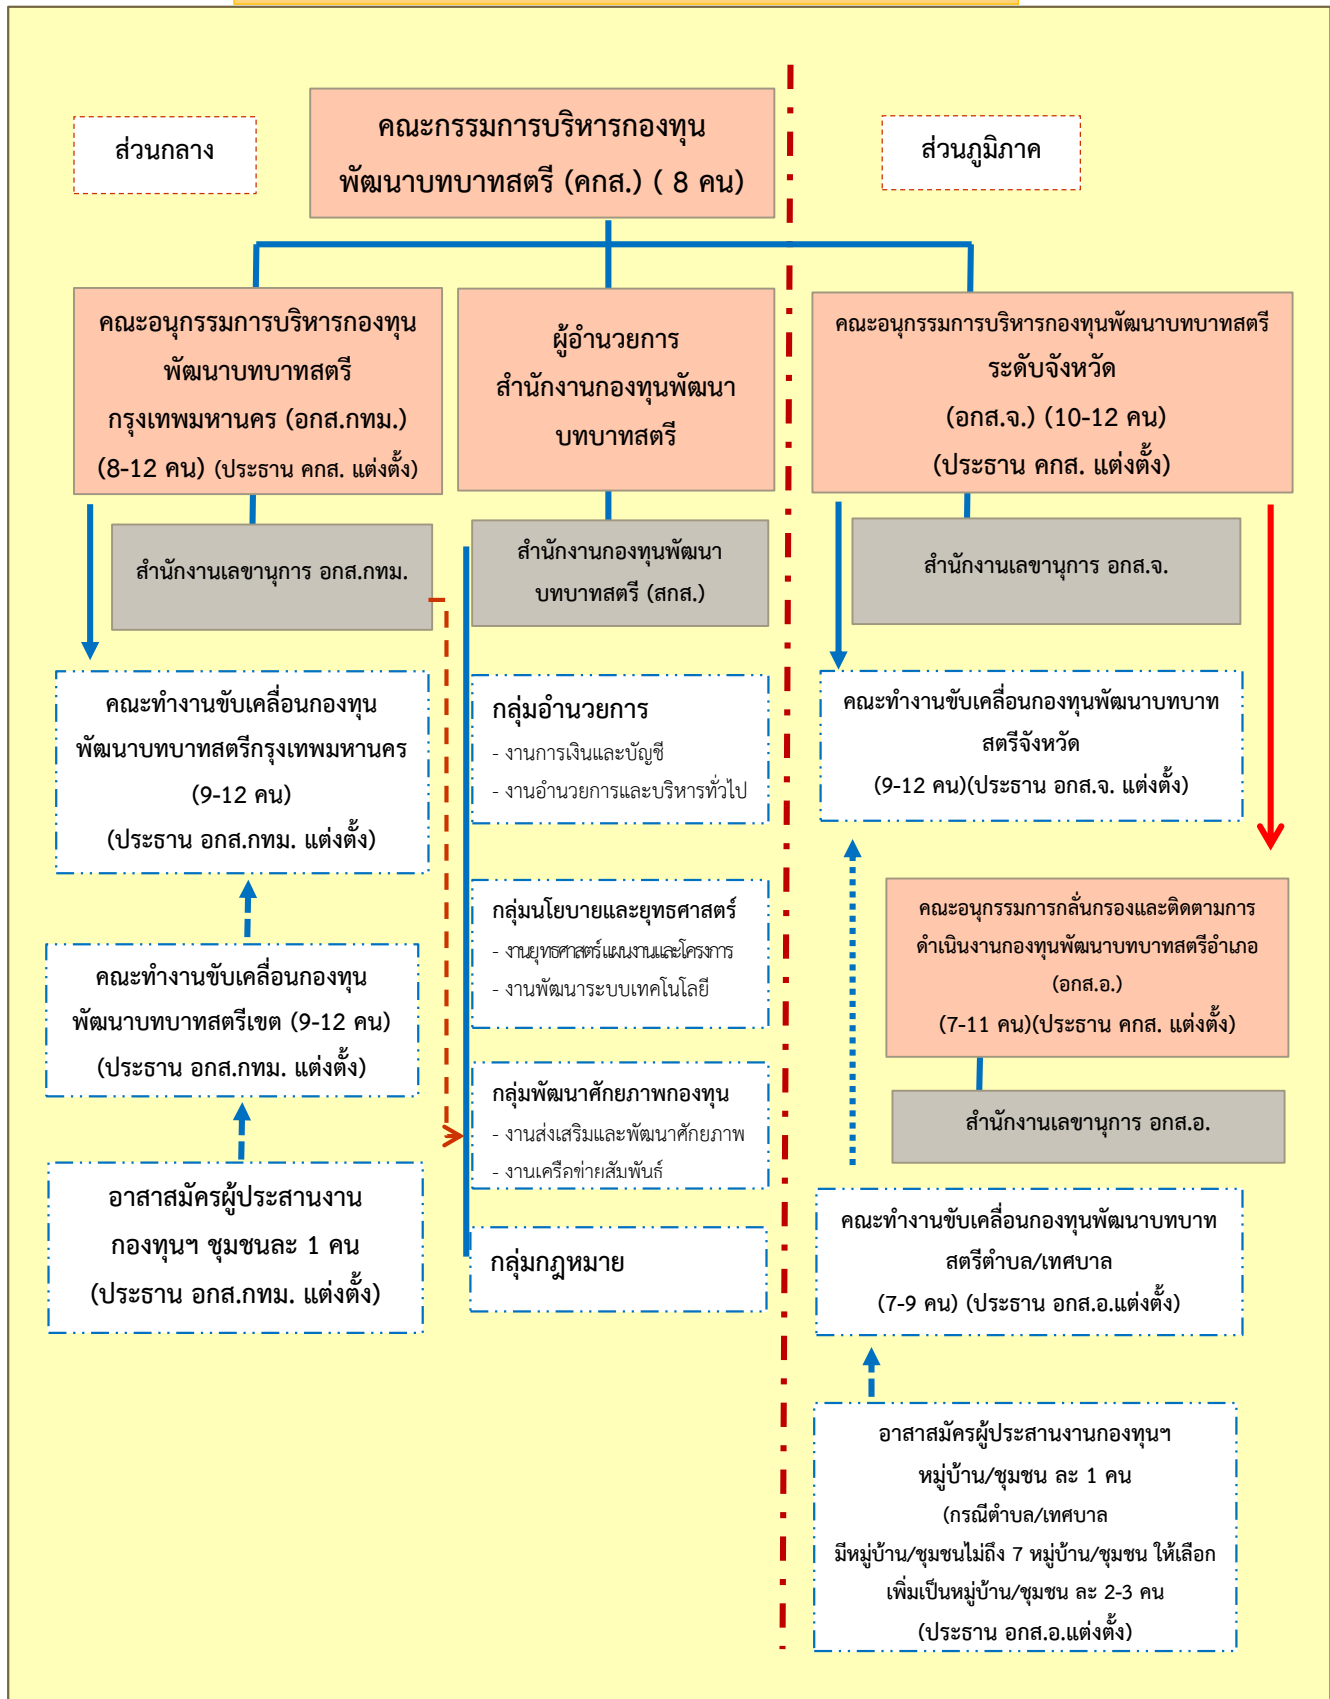 คณะกรรมการบริหารกองทุน
พัฒนาบทบาทสตรี (คกส.) ( 8 คน)
ส่วนกลาง
ส่วนภูมิภาค
คณะอนุกรรมการบริหารกองทุน
พัฒนาบทบาทสตรี
กรุงเทพมหานคร (อกส.กทม.)
(8-12 คน) (ประธาน คกส. แต่งตั้ง)
ผู้อำนวยการ
สำนักงานกองทุนพัฒนา
บทบาทสตรี
คณะอนุกรรมการบริหารกองทุนพัฒนาบทบาทสตรี
ระดับจังหวัด
(อกส.จ.) (10-12 คน)
(ประธาน คกส. แต่งตั้ง)
สำนักงานเลขานุการ อกส.กทม.
สำนักงานกองทุนพัฒนา
บทบาทสตรี (สกส.)
สำนักงานเลขานุการ อกส.จ.
คณะทำงานขับเคลื่อนกองทุน
พัฒนาบทบาทสตรีกรุงเทพมหานคร
(9-12 คน)
(ประธาน อกส.กทม. แต่งตั้ง)
กลุ่มอำนวยการ
- งานการเงินและบัญชี
- งานอำนวยการและบริหารทั่วไป
คณะทำงานขับเคลื่อนกองทุนพัฒนาบทบาท
สตรีจังหวัด
(9-12 คน)(ประธาน อกส.จ. แต่งตั้ง)
กลุ่มนโยบายและยุทธศาสตร์
- งานยุทธศาสตร์แผนงานและโครงการ
- งานพัฒนาระบบเทคโนโลยี
คณะอนุกรรมการกลั่นกรองและติดตามการ
ดำเนินงานกองทุนพัฒนาบทบาทสตรีอำเภอ
(อกส.อ.)
(7-11 คน)(ประธาน คกส. แต่งตั้ง)
คณะทำงานขับเคลื่อนกองทุน
พัฒนาบทบาทสตรีเขต (9-12 คน)
(ประธาน อกส.กทม. แต่งตั้ง)
กลุ่มพัฒนาศักยภาพกองทุน
- งานส่งเสริมและพัฒนาศักยภาพ
- งานเครือข่ายสัมพันธ์
สำนักงานเลขานุการ อกส.อ.
อาสาสมัครผู้ประสานงาน
กองทุนฯ ชุมชนละ 1 คน
(ประธาน อกส.กทม. แต่งตั้ง)
กลุ่มกฎหมาย
คณะทำงานขับเคลื่อนกองทุนพัฒนาบทบาท
สตรีตำบล/เทศบาล
(7-9 คน) (ประธาน อกส.อ.แต่งตั้ง)
อาสาสมัครผู้ประสานงานกองทุนฯ
หมู่บ้าน/ชุมชน ละ 1 คน
(กรณีตำบล/เทศบาล
มีหมู่บ้าน/ชุมชนไม่ถึง 7 หมู่บ้าน/ชุมชน ให้เลือก
เพิ่มเป็นหมู่บ้าน/ชุมชน ละ 2-3 คน
(ประธาน อกส.อ.แต่งตั้ง)